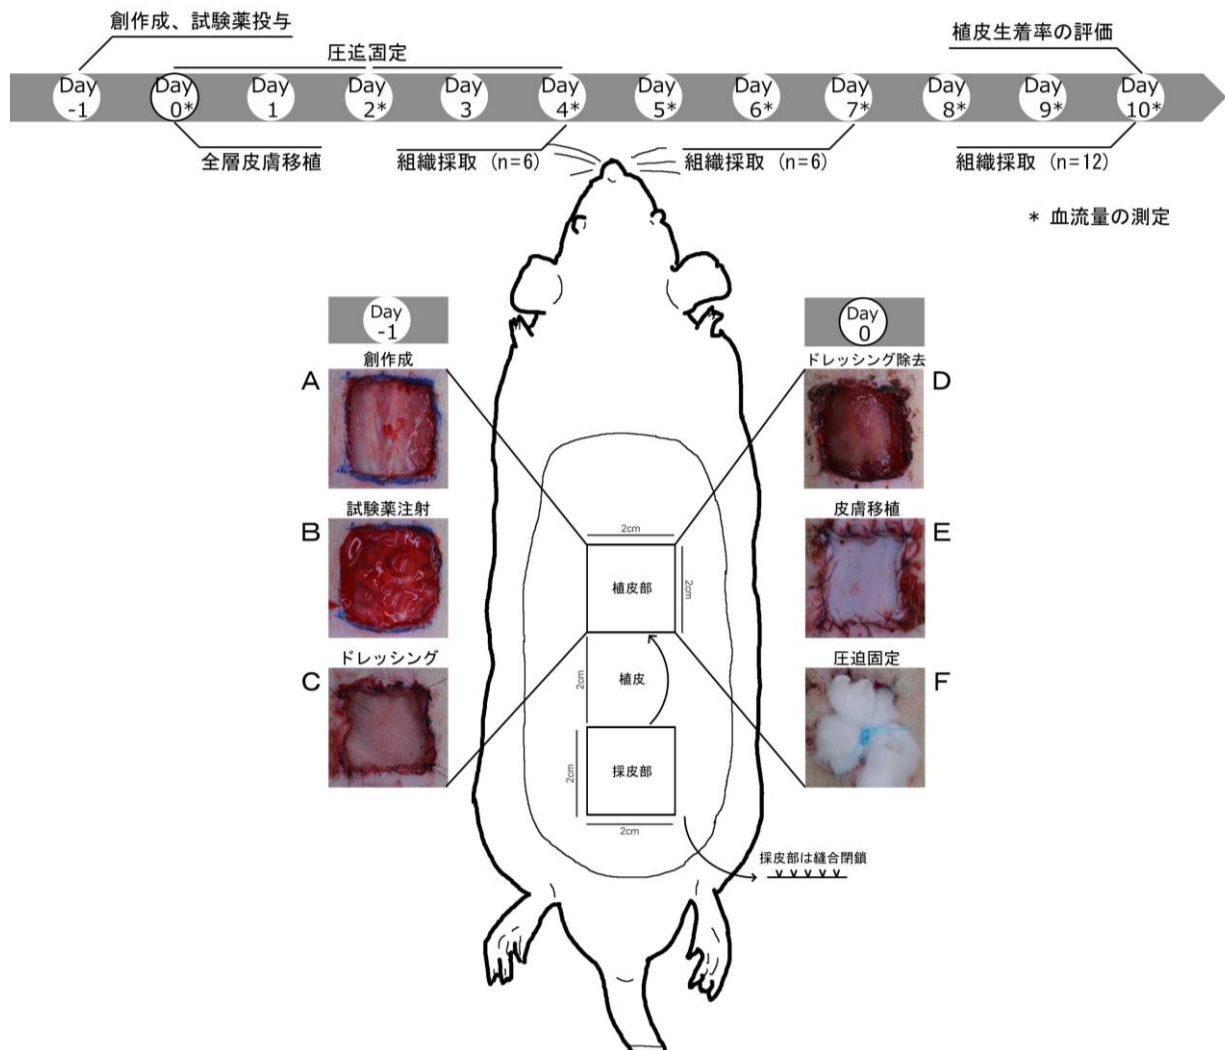 創作成、試験薬投与
圧迫固定
植皮生着率の評価
Day -1
Day 0*
Day 1
Day 2*
Day 3
Day 4*
Day 5*
Day 6*
Day 7*
Day 8*
Day 9*
Day 10*
全層皮膚移植
組織採取 (n=6)
組織採取 (n=6)
組織採取 (n=12)
* 血流量の測定
Day -1
創作成
A
試験薬注射
B
ドレッシング
C
Day 0
ドレッシング除去
D
皮膚移植
E
圧迫固定
F
2cm
植皮部
2cm
2cm
植皮
採皮部
2cm
2cm
採皮部は縫合閉鎖